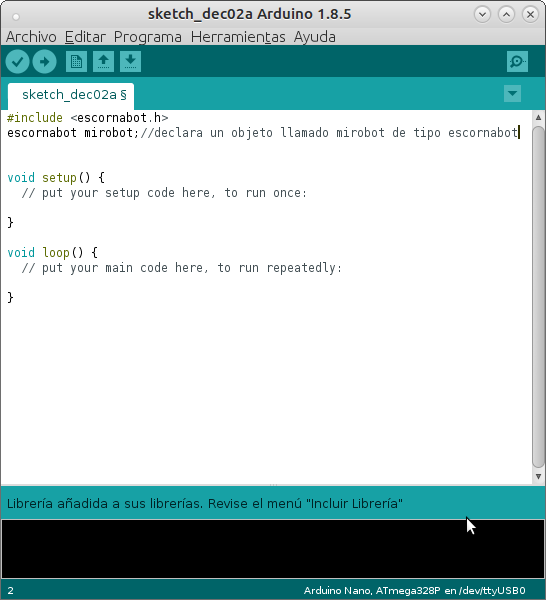 sketch_dec02a Arduino 1.8.5
Archivo Editar Programa Herramientas Ayuda
sketch_dec02a §
#include <escornabot.h>
escornabot mirobot;//declara un objeto llamado mirobot de tipo escornabot
void setup() {
// put your setup code here, to run once:
}
void loop() {
// put your main code here, to run repeatedly:
}
Librería añadida a sus librerías. Revise el menú "Incluir Librería"
2 Arduino Nano, ATmega328P en /dev/ttyUSB0